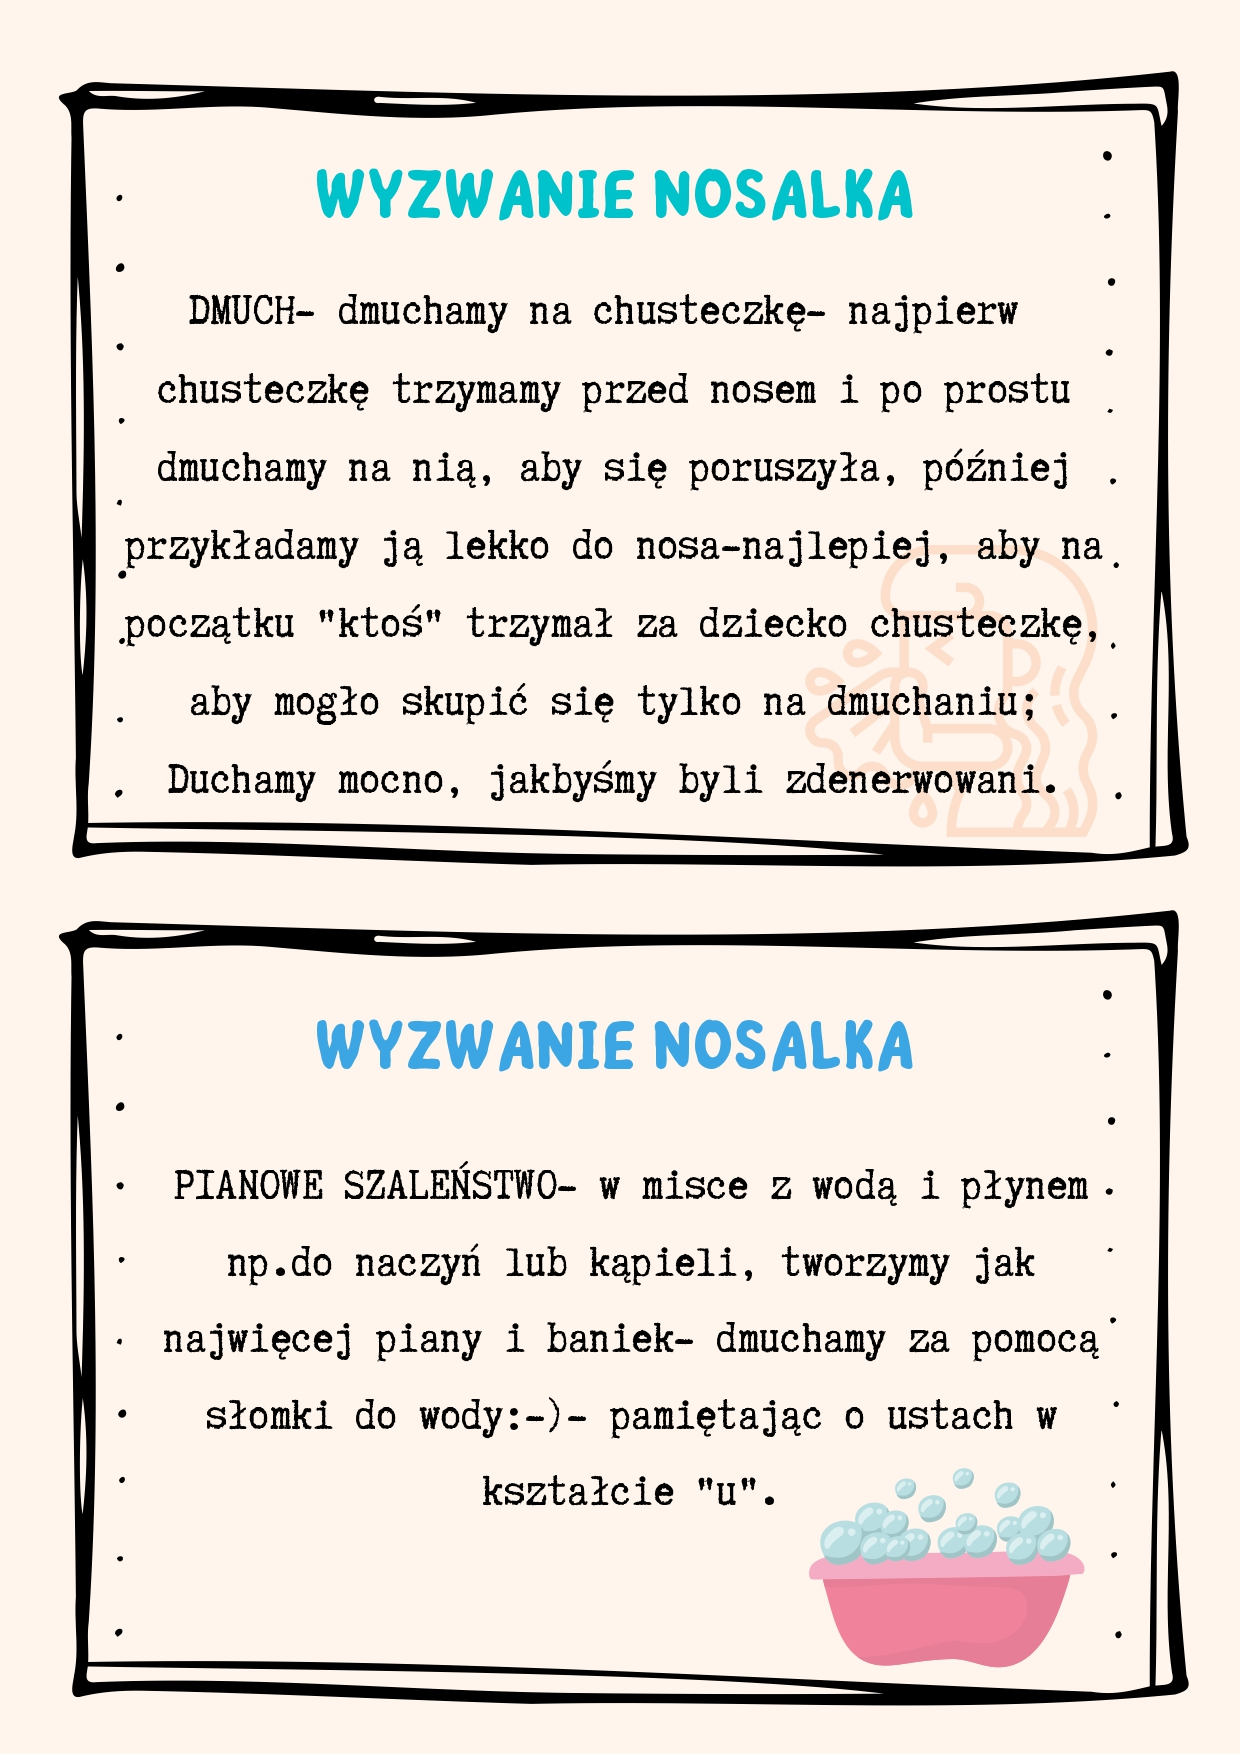 WYZWANIE NOSALKA
DMUCH- dmuchamy na chusteczkę- najpierw
chusteczkę trzymamy przed nosem i po prostu
dmuchamy na nią, aby się poruszyła, później
przykładamy ją lekko do nosa-najlepiej, aby na
początku "ktoś" trzymał za dziecko chusteczkę,
aby mogło skupić się tylko na dmuchaniu;
Duchamy mocno, jakbyśmy byli zdenerwowani.
WYZWANIE NOSALKA
PIANOWE SZALEŃSTWO- w misce z wodą i płynem
np.do naczyń lub kąpieli, tworzymy jak
najwięcej piany i baniek- dmuchamy za pomocą
słomki do wody:-)- pamiętając o ustach w
kształcie "u".